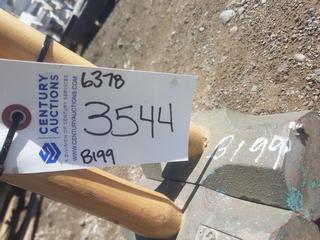 CENTURY
AUCTIONS
A DIVISION OF CENTURY SERVICES
WWW.CENTURYAUCTIONS.COM
6378
3544
B199
B199